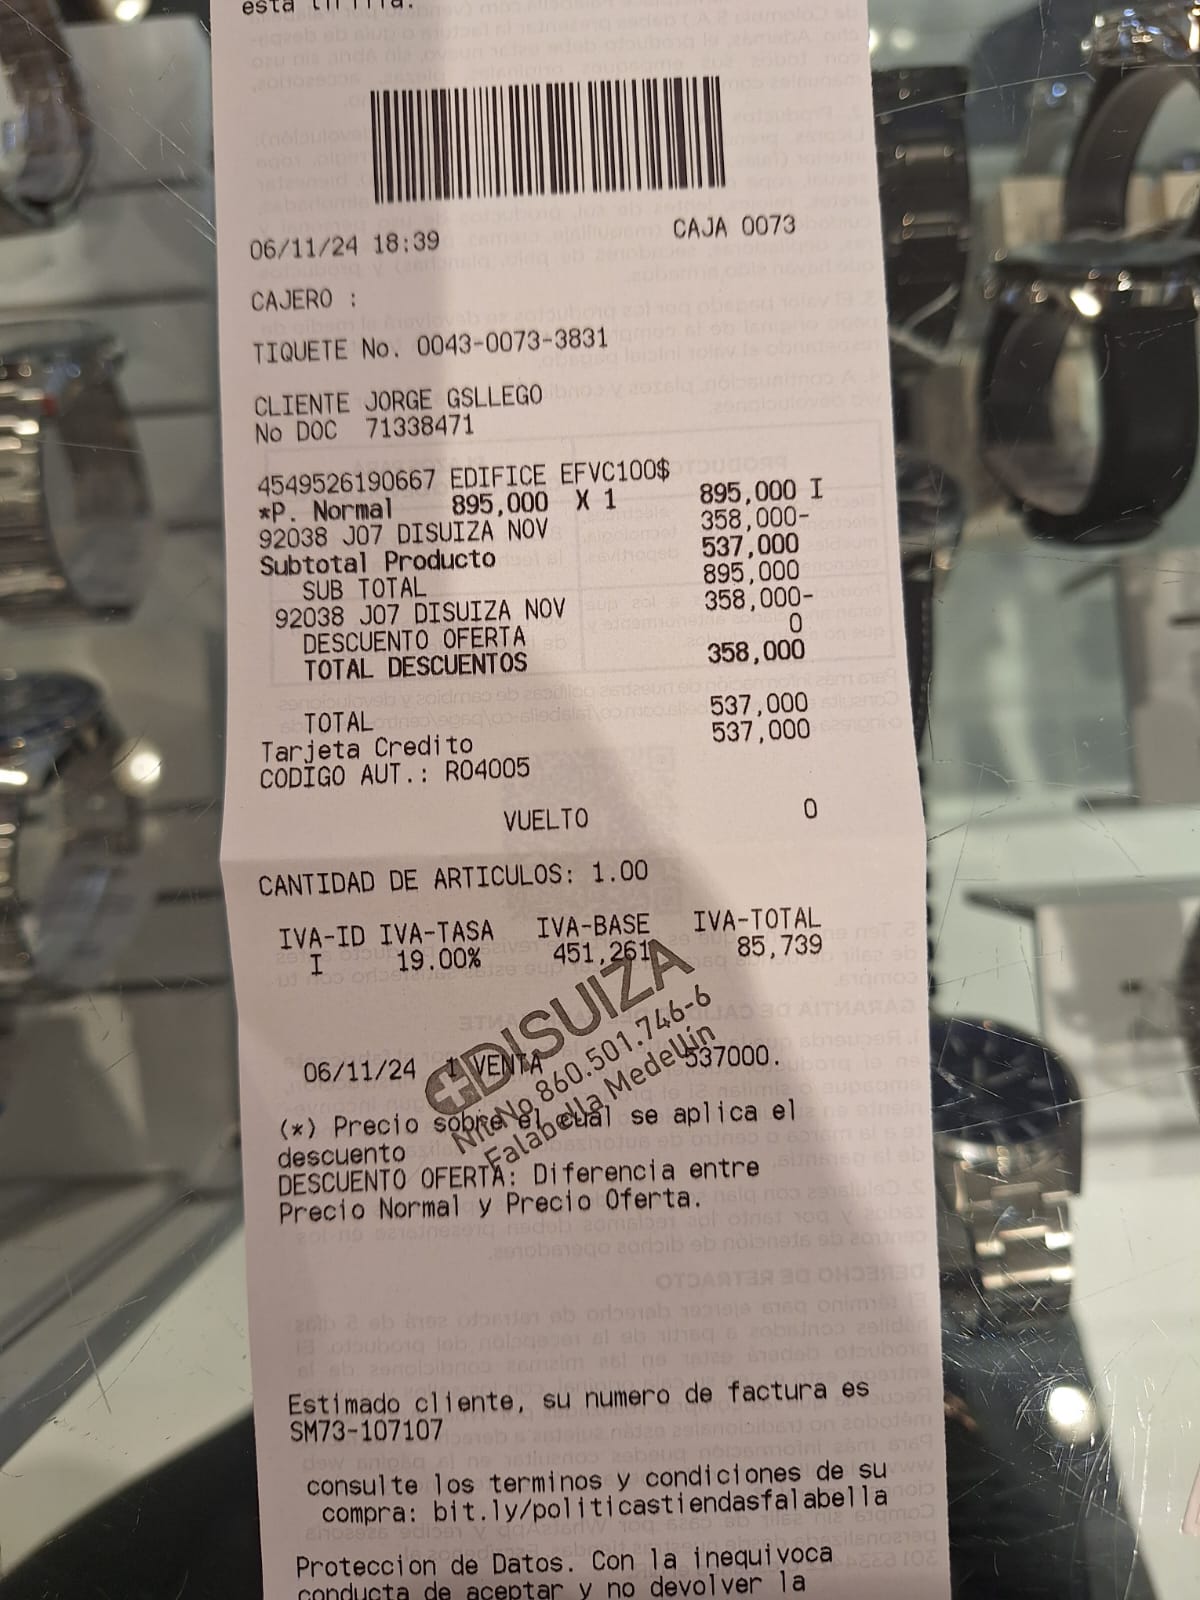 esta tirilla.
06/11/24 18:39 CAJA 0073
CAJERO :
TIQUETE No. 0043-0073-3831
CLIENTE JORGE GSLLEGO
No DOC 71338471
4549526190667 EDIFICE EFVC100$
*P. Normal 895,000 X 1 895,000 I
92038 J07 DISUIZA NOV 358,000-
Subtotal Producto 537,000
SUB TOTAL 895,000
92038 J07 DISUIZA NOV 358,000-
DESCUENTO OFERTA 0
TOTAL DESCUENTOS 358,000
TOTAL 537,000
Tarjeta Credito 537,000
CODIGO AUT.: R04005
VUELTO 0
CANTIDAD DE ARTICULOS: 1.00
IVA-ID IVA-TASA IVA-BASE IVA-TOTAL
I 19.00% 451,261 85,739
DISUIZA
Nit. No. 860.501.746-6
Falabella Medellín
06/11/24 1 VENTA 537000.
(*) Precio sobre el cual se aplica el
descuento
DESCUENTO OFERTA: Diferencia entre
Precio Normal y Precio Oferta.
Estimado cliente, su numero de factura es
SM73-107107
consulte los terminos y condiciones de su
compra: bit.ly/politicastiendasfalabella
Proteccion de Datos. Con la inequivoca
conducta de aceptar y no devolver la